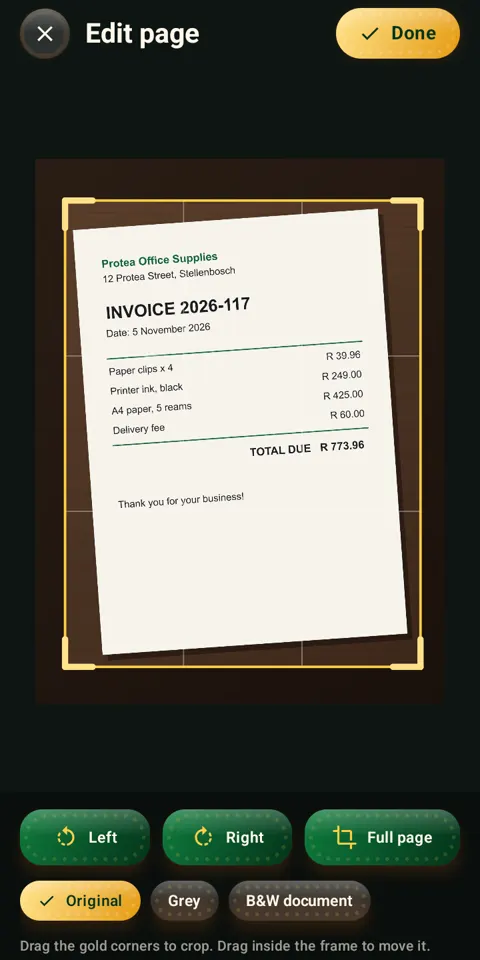 Edit page
Done
Protea Office Supplies
12 Protea Street, Stellenbosch
INVOICE 2026-117
Date: 5 November 2026
Paper clips x 4 R 39.96
Printer ink, black R 249.00
A4 paper, 5 reams R 425.00
Delivery fee R 60.00
TOTAL DUE R 773.96
Thank you for your business!
Left
Right
Full page
Original
Grey
B&W document
Drag the gold corners to crop. Drag inside the frame to move it.